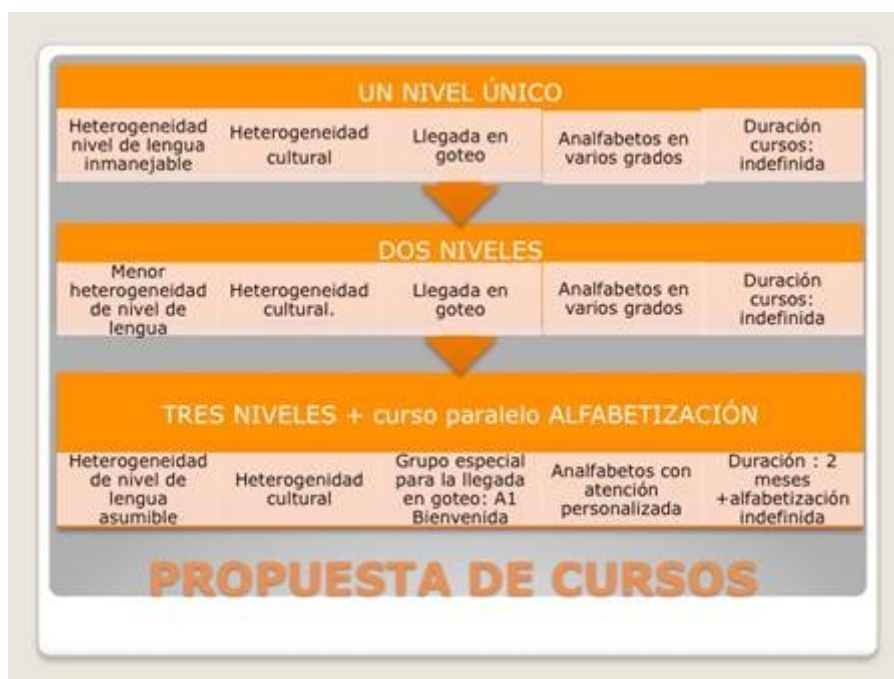 UN NIVEL ÚNICO
Heterogeneidad
nivel de lengua
inmanejable
Heterogeneidad
cultural
Llegada en
goteo
Analfabetos en
varios grados
Duración
cursos:
indefinida
DOS NIVELES
Menor
heterogeneidad
de nivel de
lengua
Heterogeneidad
cultural.
Llegada en
goteo
Analfabetos en
varios grados
Duración
cursos:
indefinida
TRES NIVELES + curso paralelo ALFABETIZACIÓN
Heterogeneidad
de nivel de
lengua
asumible
Heterogenidad
cultural
Grupo especial
para la llegada
en goteo: A1
Bienvenida
Analfabetos con
atención
personalizada
Duración : 2
meses
+alfabetización
indefinida
PROPUESTA DE CURSOS